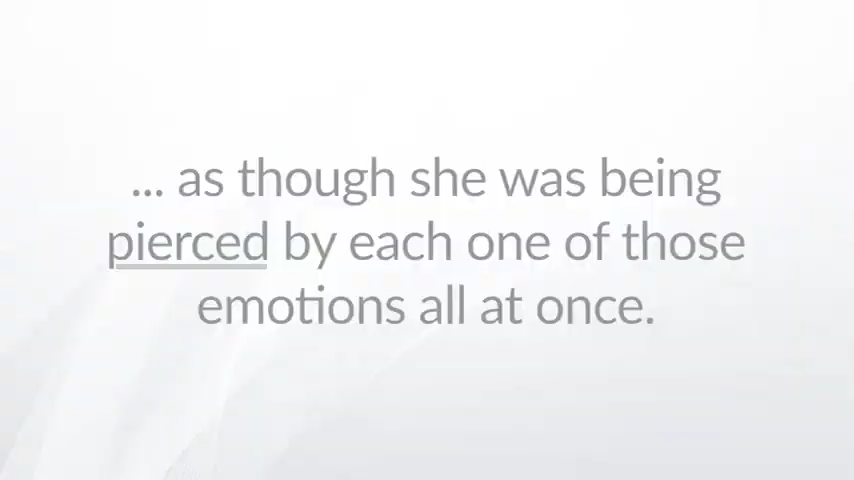 ... as though she was being
pierced by each one of those
emotions all at once.